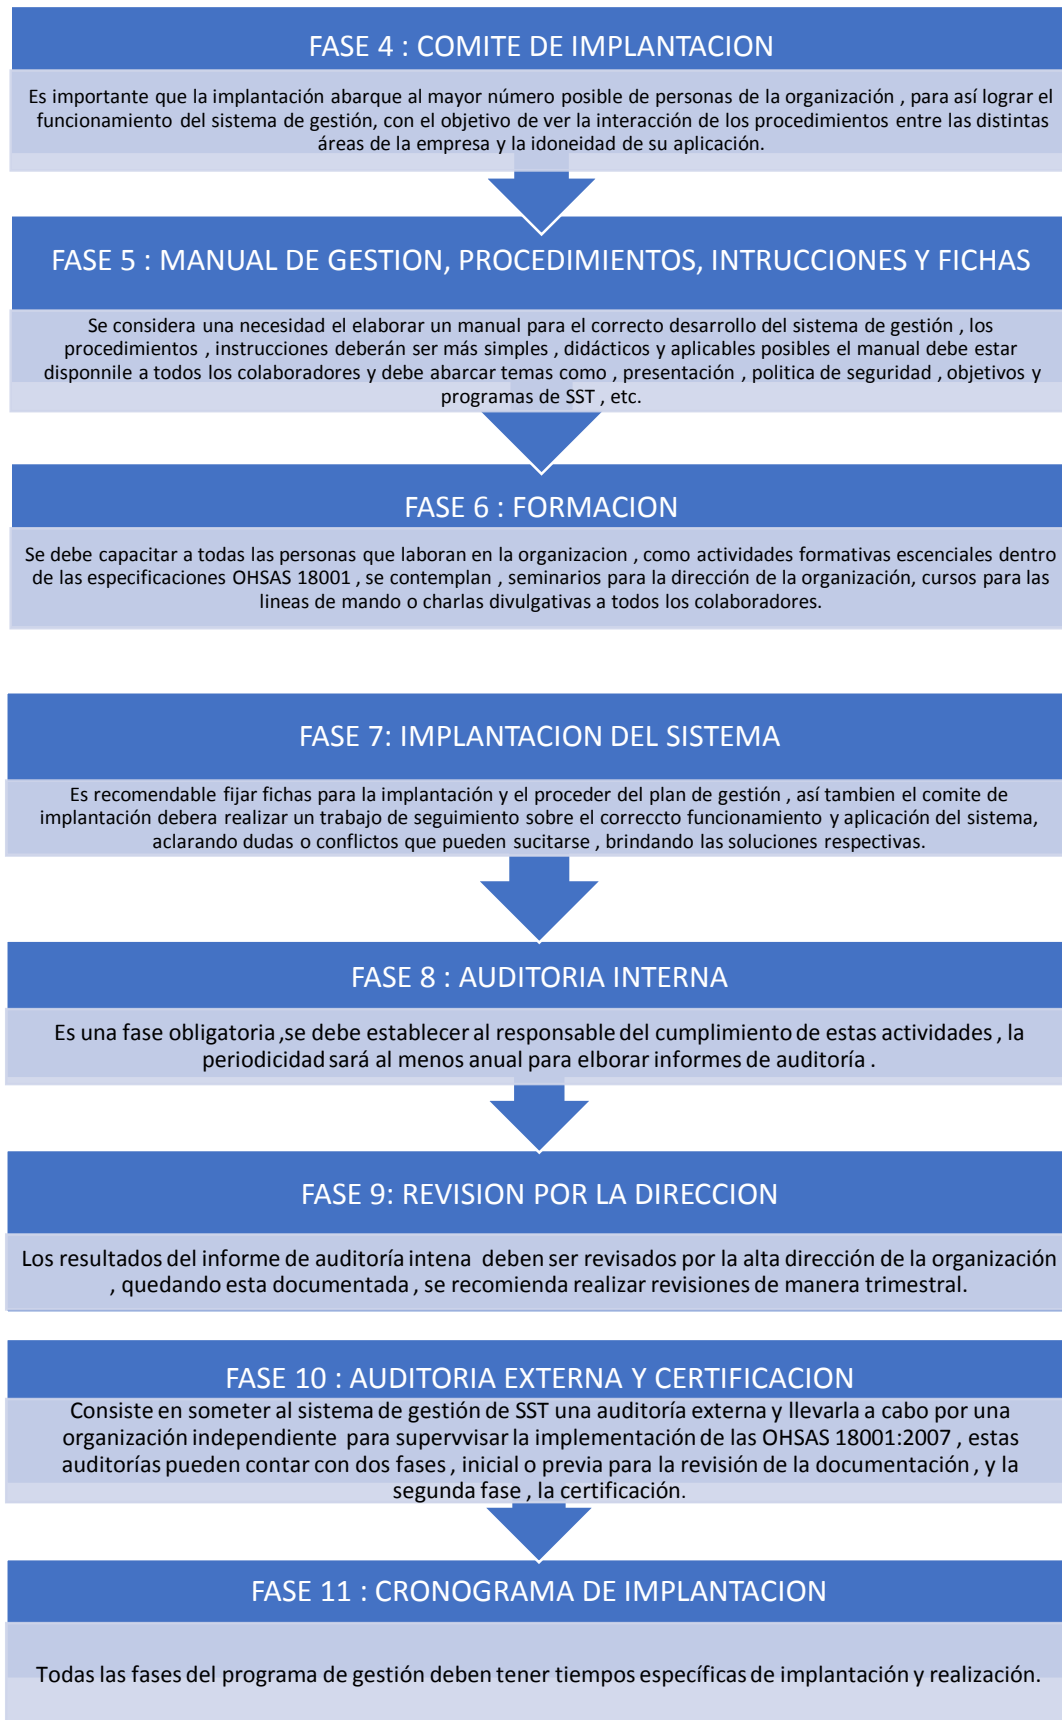 FASE 4 : COMITE DE IMPLANTACION
Es importante que la implantación abarque al mayor número posible de personas de la organización , para así lograr el
funcionamiento del sistema de gestión, con el objetivo de ver la interacción de los procedimientos entre las distintas
áreas de la empresa y la idoneidad de su aplicación.
FASE 5 : MANUAL DE GESTION, PROCEDIMIENTOS, INTRUCCIONES Y FICHAS
Se considera una necesidad el elaborar un manual para el correcto desarrollo del sistema de gestión , los
procedimientos , instrucciones deberán ser más simples , didácticos y aplicables posibles el manual debe estar
disponnile a todos los colaboradores y debe abarcar temas como , presentación , politica de seguridad , objetivos y
programas de SST , etc.
FASE 6 : FORMACION
Se debe capacitar a todas las personas que laboran en la organizacion , como actividades formativas escenciales dentro
de las especificaciones OHSAS 18001 , se contemplan , seminarios para la dirección de la organización, cursos para las
lineas de mando o charlas divulgativas a todos los colaboradores.
FASE 7: IMPLANTACION DEL SISTEMA
Es recomendable fijar fichas para la implantación y el proceder del plan de gestión , así tambien el comite de
implantación debera realizar un trabajo de seguimiento sobre el correccto funcionamiento y aplicación del sistema,
aclarando dudas o conflictos que pueden sucitarse , brindando las soluciones respectivas.
FASE 8 : AUDITORIA INTERNA
Es una fase obligatoria ,se debe establecer al responsable del cumplimiento de estas actividades , la
periodicidad sará al menos anual para elborar informes de auditoría .
FASE 9: REVISION POR LA DIRECCION
Los resultados del informe de auditoría intena deben ser revisados por la alta dirección de la organización
, quedando esta documentada , se recomienda realizar revisiones de manera trimestral.
FASE 10 : AUDITORIA EXTERNA Y CERTIFICACION
Consiste en someter al sistema de gestión de SST una auditoría externa y llevarla a cabo por una
organización independiente para supervvisar la implementación de las OHSAS 18001:2007 , estas
auditorías pueden contar con dos fases , inicial o previa para la revisión de la documentación , y la
segunda fase , la certificación.
FASE 11 : CRONOGRAMA DE IMPLANTACION
Todas las fases del programa de gestión deben tener tiempos específicas de implantación y realización.